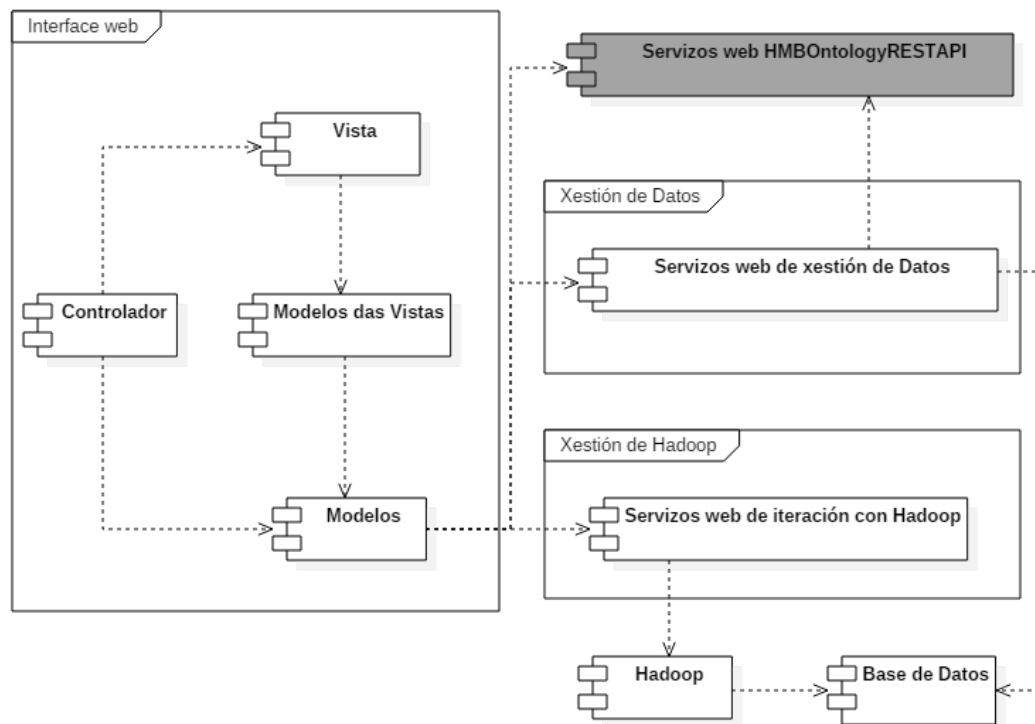 Interface web
Servizos web HMBOntologyRESTAPI
Vista
Xestión de Datos
Servizos web de xestión de Datos
Controlador
Modelos das Vistas
Xestión de Hadoop
Modelos
Servizos web de iteración con Hadoop
Hadoop
Base de Datos